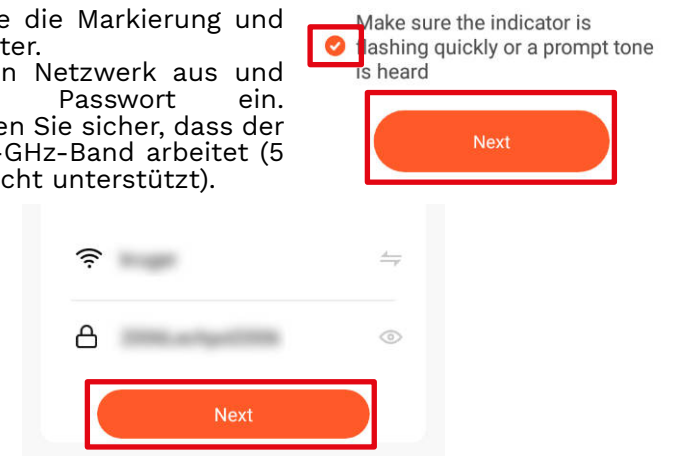 e die Markierung und
ter.
n Netzwerk aus und
Passwort ein.
en Sie sicher, dass der
-GHz-Band arbeitet (5
cht unterstützt).
Make sure the indicator is
flashing quickly or a prompt tone
is heard
Next
Next